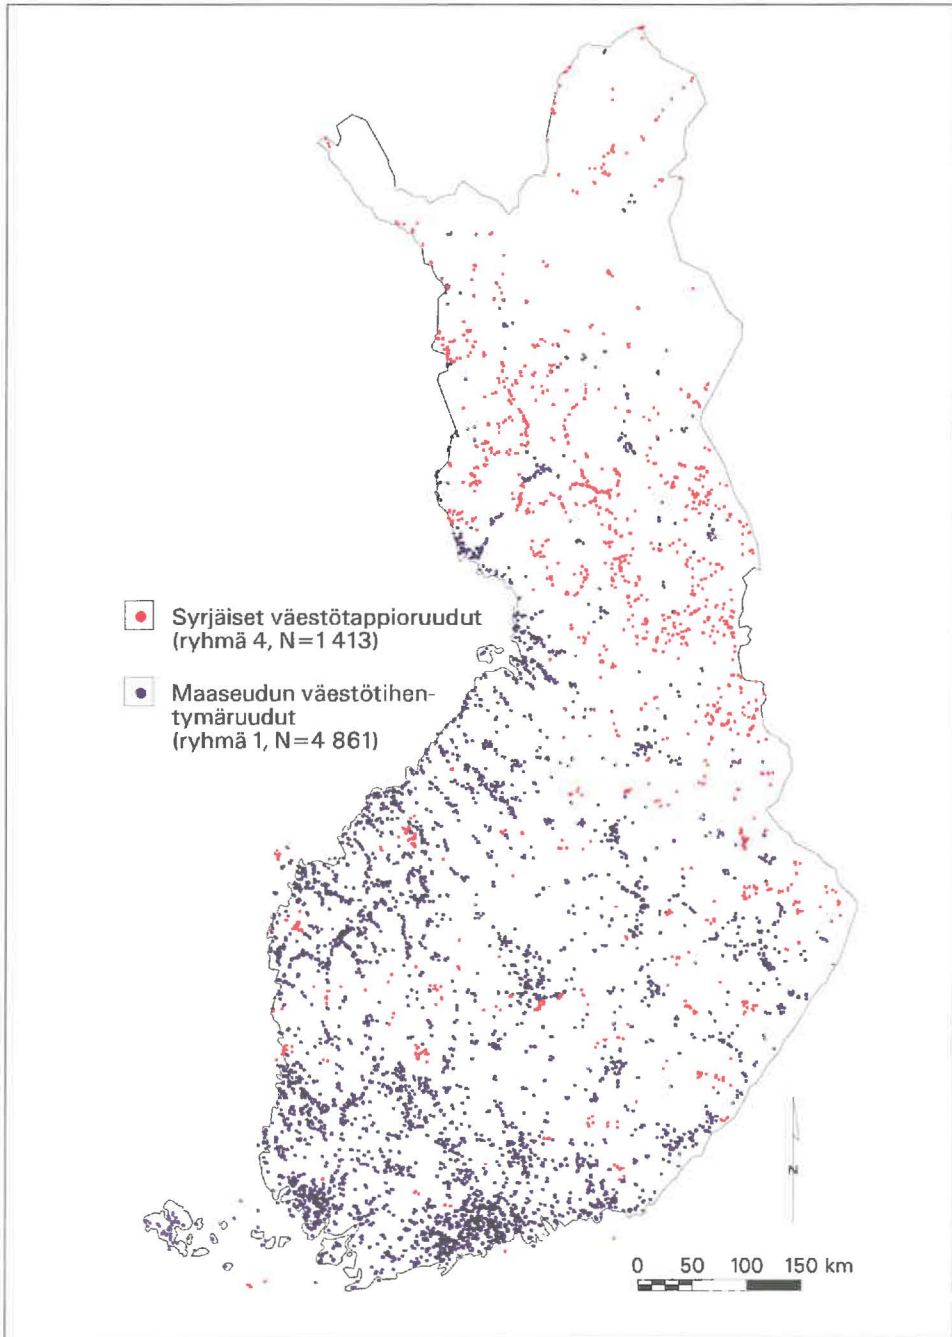 Syrjäiset väestötappioruudut
(ryhmä 4, N=1 413)
Maaseudun väestötihen-
tymäruudut
(ryhmä 1, N=4 861)
N
0 50 100 150 km